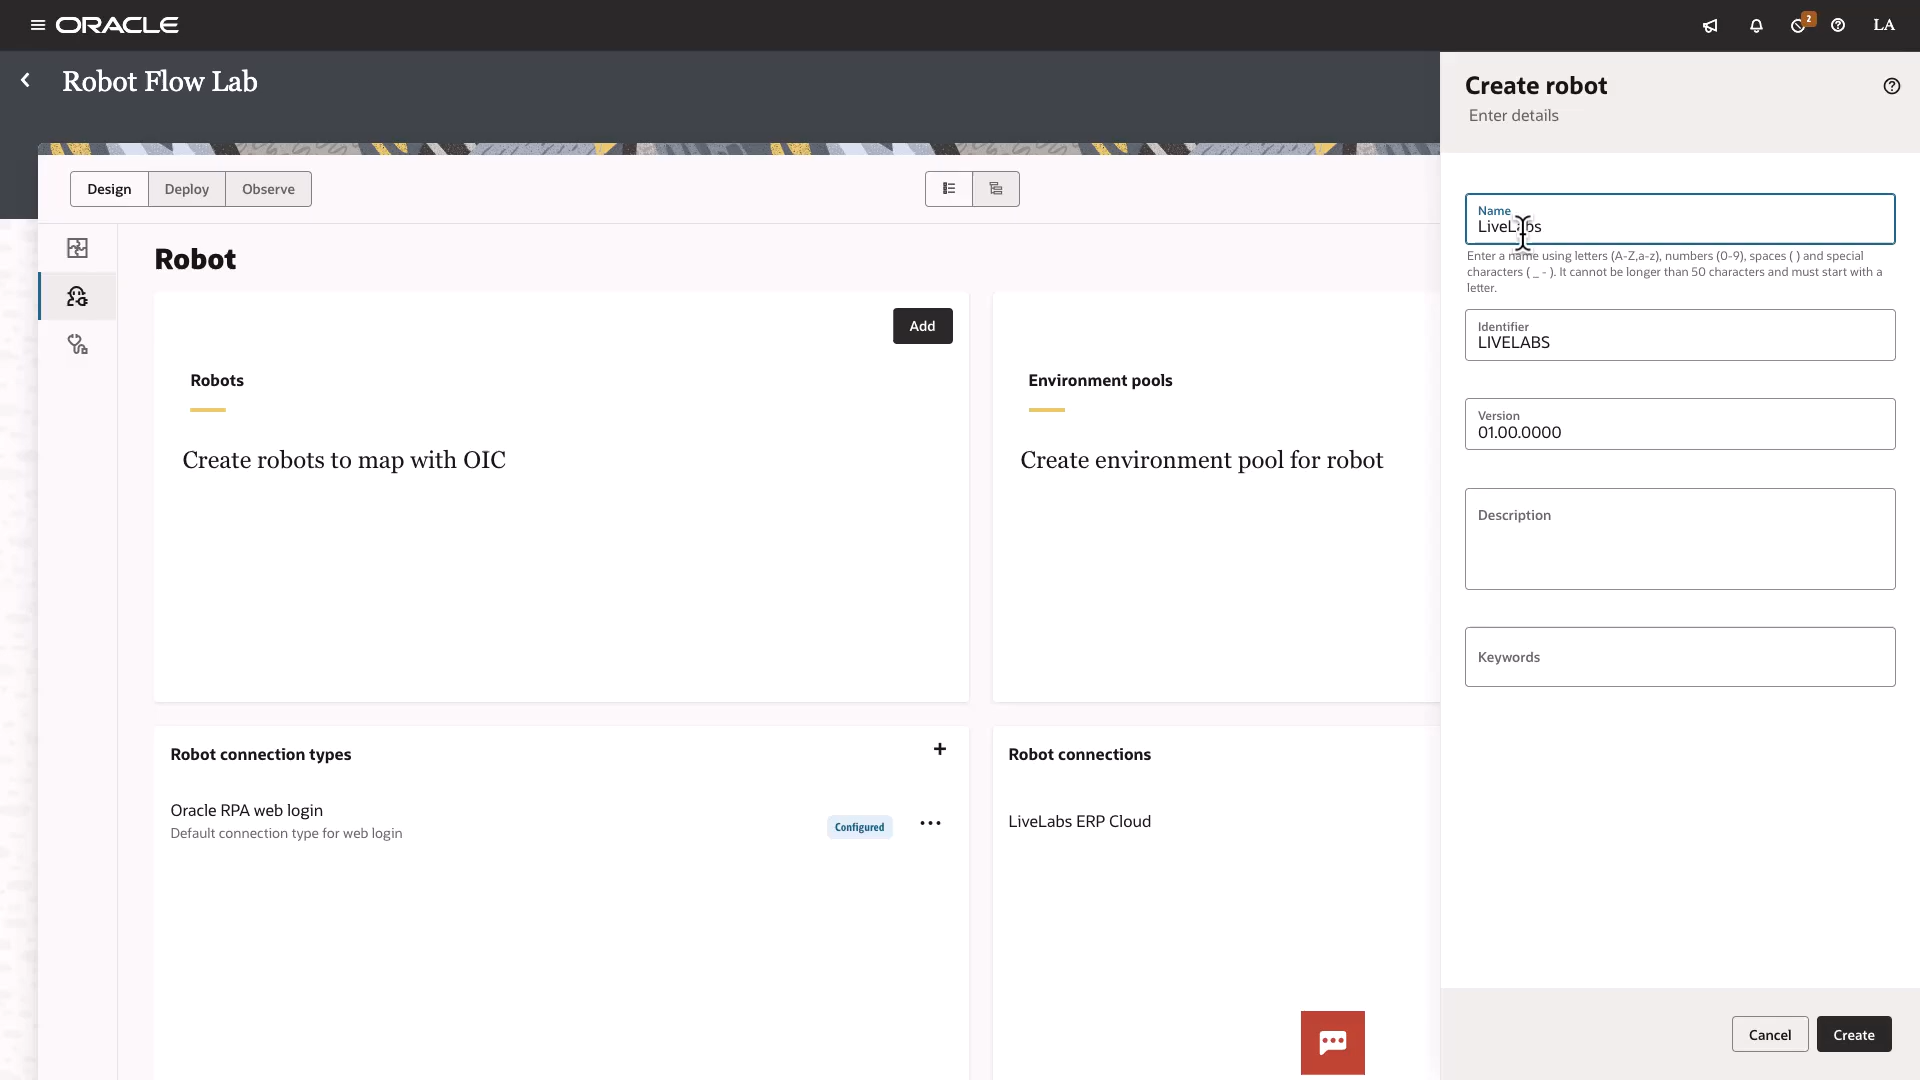 ORACLE
2
LA
Robot Flow Lab
Create robot
Enter details
Design
Deploy
Observe
Name
LiveLabs
Enter a name using letters (A-Z,a-z), numbers (0-9), spaces ( ) and special
characters ( _ - ). It cannot be longer than 50 characters and must start with a
letter.
Identifier
LIVELABS
Version
01.00.0000
Description
Keywords
Robot
Add
Robots
Create robots to map with OIC
Environment pools
Create environment pool for robot
Robot connection types
+
Oracle RPA web login
Default connection type for web login
Configured
Robot connections
LiveLabs ERP Cloud
Cancel
Create